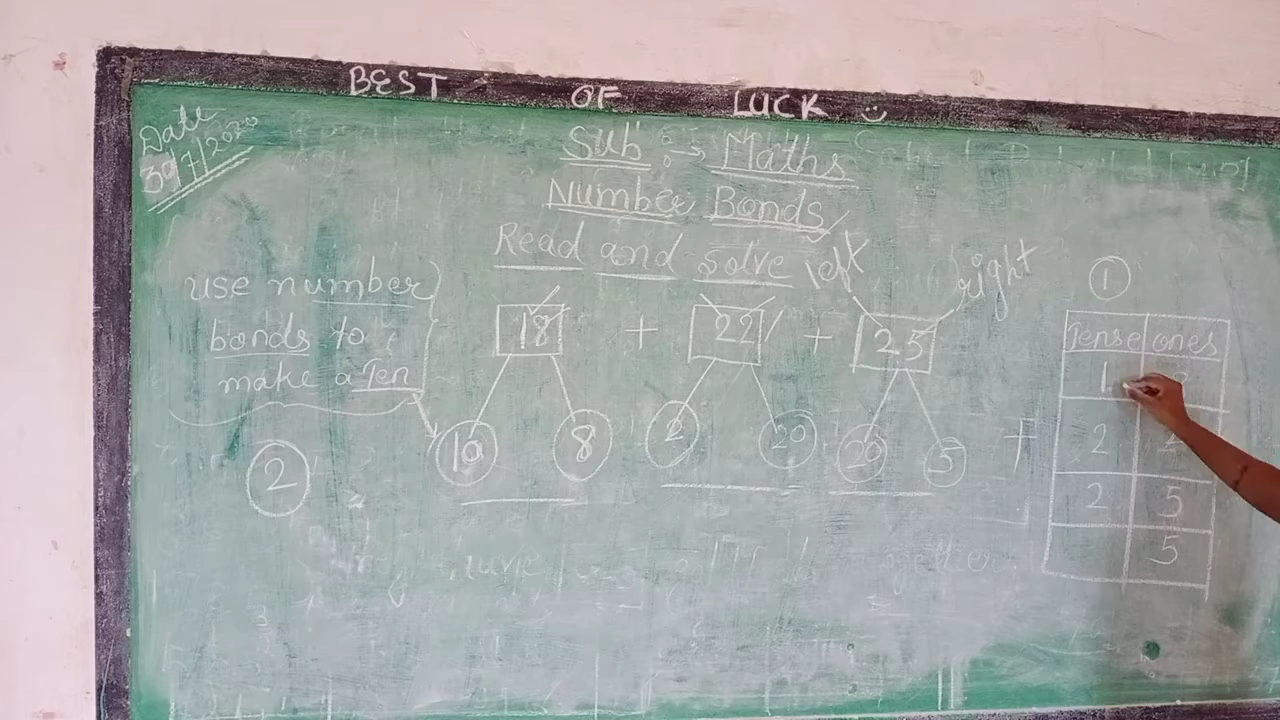 BEST OF LUCK
Date
30/7/2020
Sub :→ Maths
Number Bonds
Read and solve
left
right
use number
bonds to
make a Ten
18 + 22 + 25
10 8 2 20 20 5
2
1
Tense ones
1
+ 2 2
2 5
5